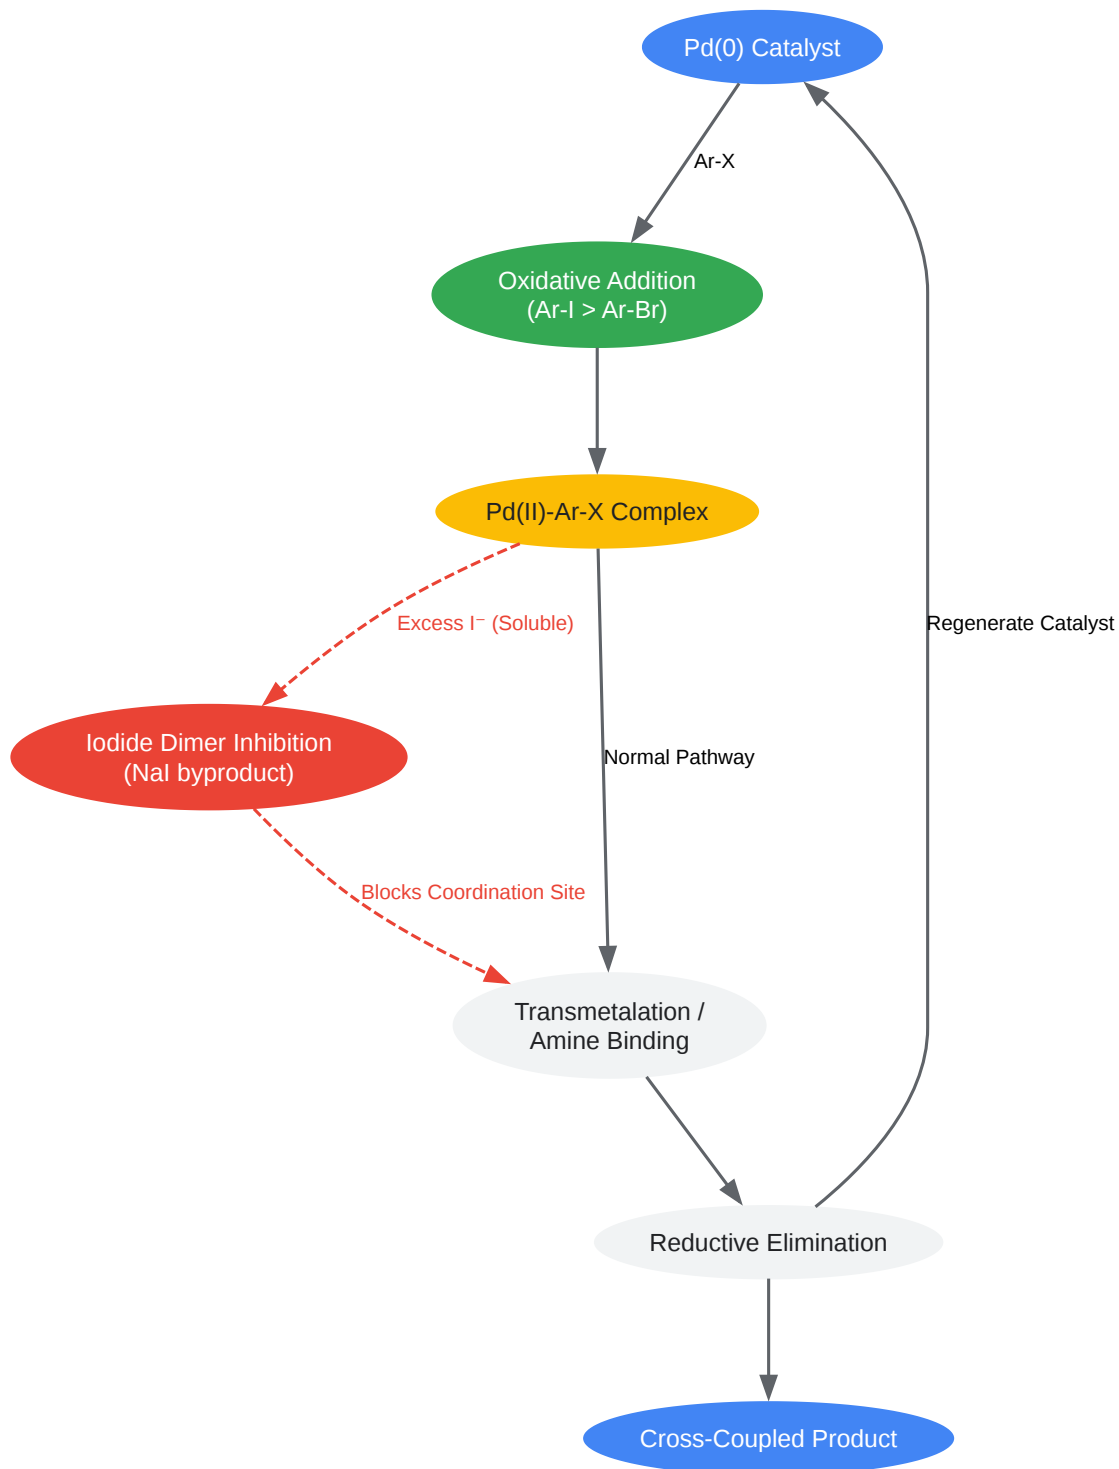 Pd(0) Catalyst
Ar-X
Oxidative Addition
(Ar-I > Ar-Br)
Pd(II)-Ar-X Complex
Excess I⁻ (Soluble)
Regenerate Catalyst
Iodide Dimer Inhibition
(NaI byproduct)
Normal Pathway
Blocks Coordination Site
Transmetalation /
Amine Binding
Reductive Elimination
Cross-Coupled Product